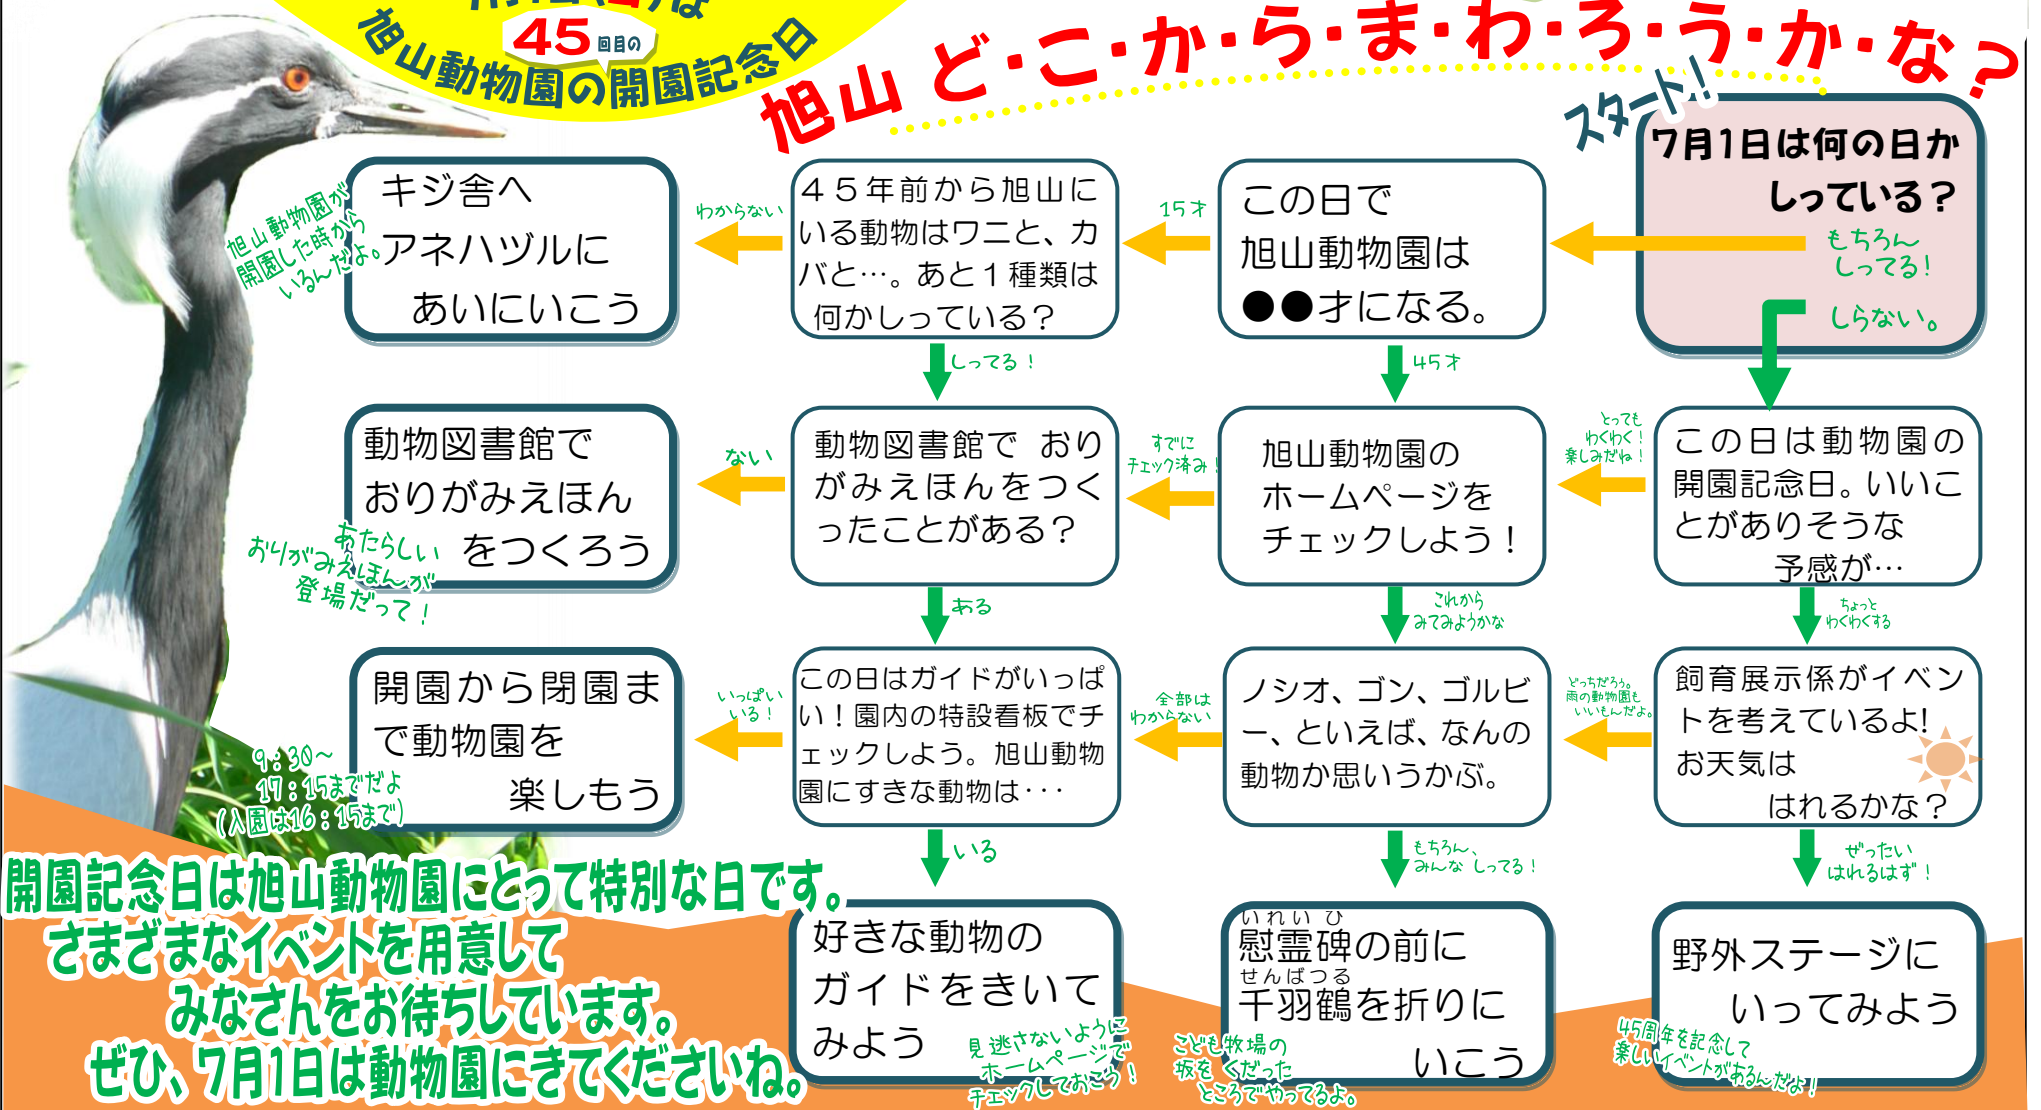 45 回目の
旭山動物園の開園記念日
旭山 ど・こ・か・ら・ま・わ・ろ・う・か・な？
スタート！
7月1日は何の日か
しっている？
もちろん
しってる！
しらない。
この日で
旭山動物園は
●●才になる。
15才
45才
４５年前から旭山に
いる動物はワニと、カ
バと…。あと１種類は
何かしっている？
わからない
しってる！
キジ舎へ
アネハヅルに
あいにいこう
旭山動物園が
開園した時から
いるんだよ。
この日は動物園の
開園記念日。いいこ
とがありそうな
予感が…
とっても
わくわく！
楽しみだね！
ちょっと
わくわくする
旭山動物園の
ホームページを
チェックしよう！
すでに
チェック済み！
これから
みてみようかな
動物図書館で おり
がみえほんをつく
ったことがある？
ない
ある
動物図書館で
おりがみえほん
をつくろう
あたらしい
おりがみえほんが
登場だって！
飼育展示係がイベン
トを考えているよ!
お天気は
はれるかな？
どっちだろう。
雨の動物園も
いいもんだよ。
ぜったい
はれるはず！
ノシオ、ゴン、ゴルビ
ー、といえば、なんの
動物か思いうかぶ。
全部は
わからない
もちろん、
みんな しってる！
この日はガイドがいっぱ
い！園内の特設看板でチ
ェックしよう。旭山動物
園にすきな動物は・・・
いっぱい
いる！
いる
開園から閉園ま
で動物園を
楽しもう
9：30～
17：15までだよ
（入園は16：15まで）
野外ステージに
いってみよう
45周年を記念して
楽しいイベントがあるんだよ！
いれいひ
慰霊碑の前に
せんばつる
千羽鶴を折りに
いこう
こども牧場の
坂を くだった
ところでやってるよ。
好きな動物の
ガイドをきいて
みよう
見逃さないように
ホームページで
チェックしておこう！
開園記念日は旭山動物園にとって特別な日です。
さまざまなイベントを用意して
みなさんをお待ちしています。
ぜひ、7月1日は動物園にきてくださいね。